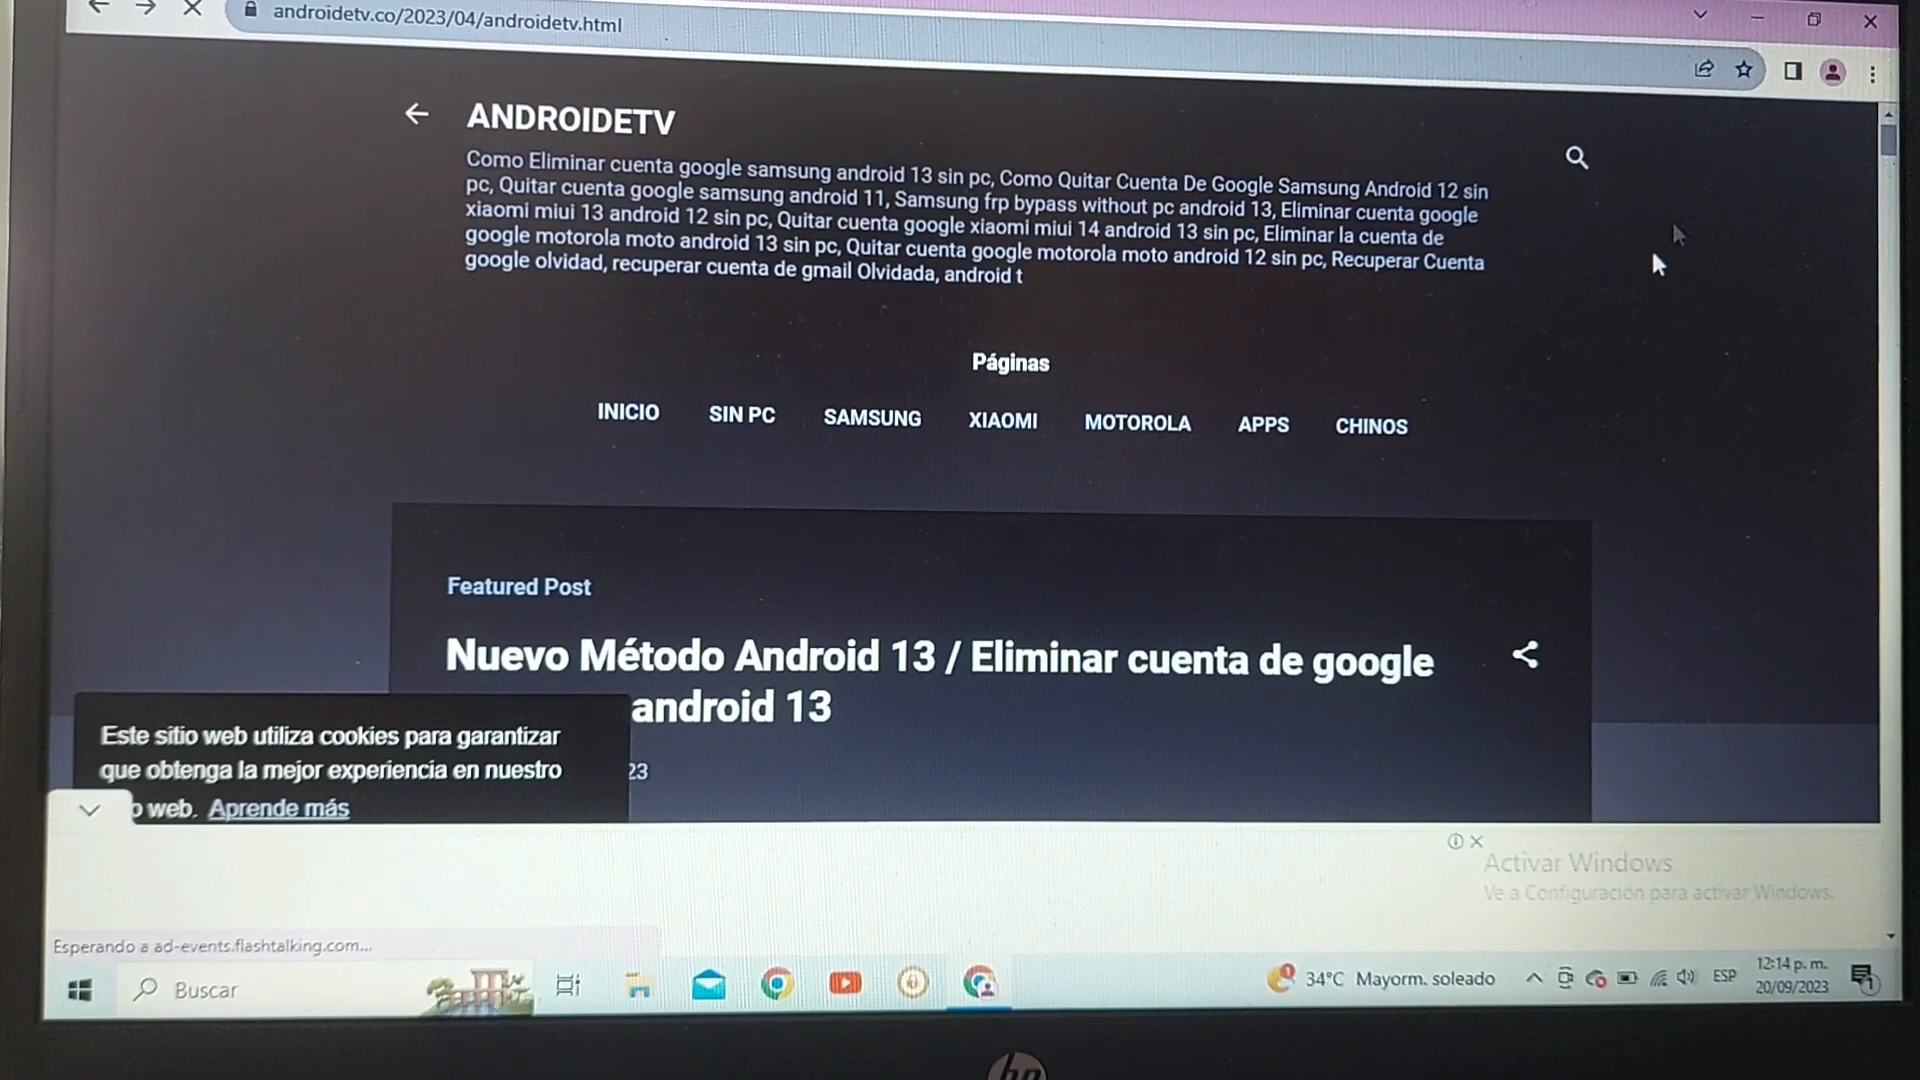 androidetv.co/2023/04/androidetv.html
ANDROIDETV
Como Eliminar cuenta google samsung android 13 sin pc, Como Quitar Cuenta De Google Samsung Android 12 sin
pc, Quitar cuenta google samsung android 11, Samsung frp bypass without pc android 13, Eliminar cuenta google
xiaomi miui 13 android 12 sin pc, Quitar cuenta google xiaomi miui 14 android 13 sin pc, Eliminar la cuenta de
google motorola moto android 13 sin pc, Quitar cuenta google motorola moto android 12 sin pc, Recuperar Cuenta
google olvidad, recuperar cuenta de gmail Olvidada, android t
Páginas
INICIO SIN PC SAMSUNG XIAOMI MOTOROLA APPS CHINOS
Featured Post
Nuevo Método Android 13 / Eliminar cuenta de google
android 13
23
Este sitio web utiliza cookies para garantizar
que obtenga la mejor experiencia en nuestro
o web. Aprende más
Activar Windows
Ve a Configuración para activar Windows.
Esperando a ad-events.flashtalking.com...
Buscar
34°C Mayorm. soleado
ESP
12:14 p. m.
20/09/2023
1
hp